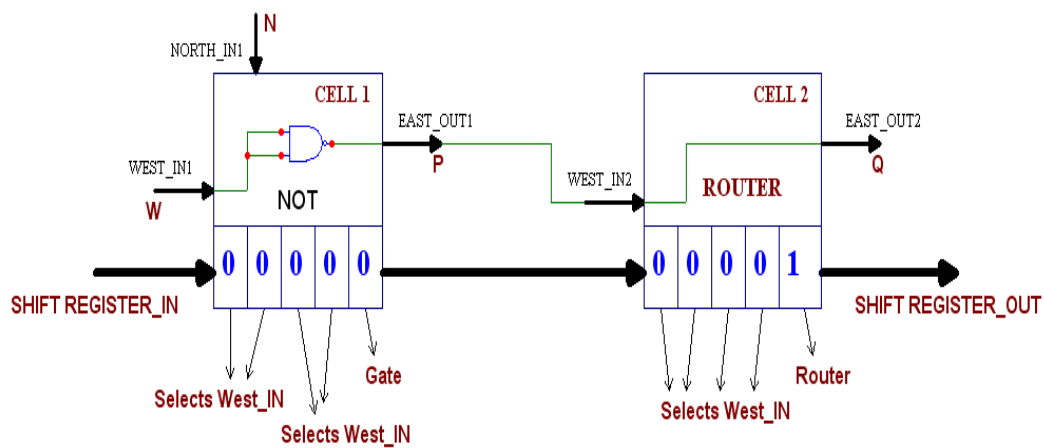 N
NORTH_IN1
CELL 1
CELL 2
EAST_OUT1
EAST_OUT2
P
Q
WEST_IN1
WEST_IN2
W
NOT
ROUTER
0 0 0 0 0
0 0 0 0 1
SHIFT REGISTER_IN
SHIFT REGISTER_OUT
Gate
Router
Selects West_IN
Selects West_IN
Selects West_IN